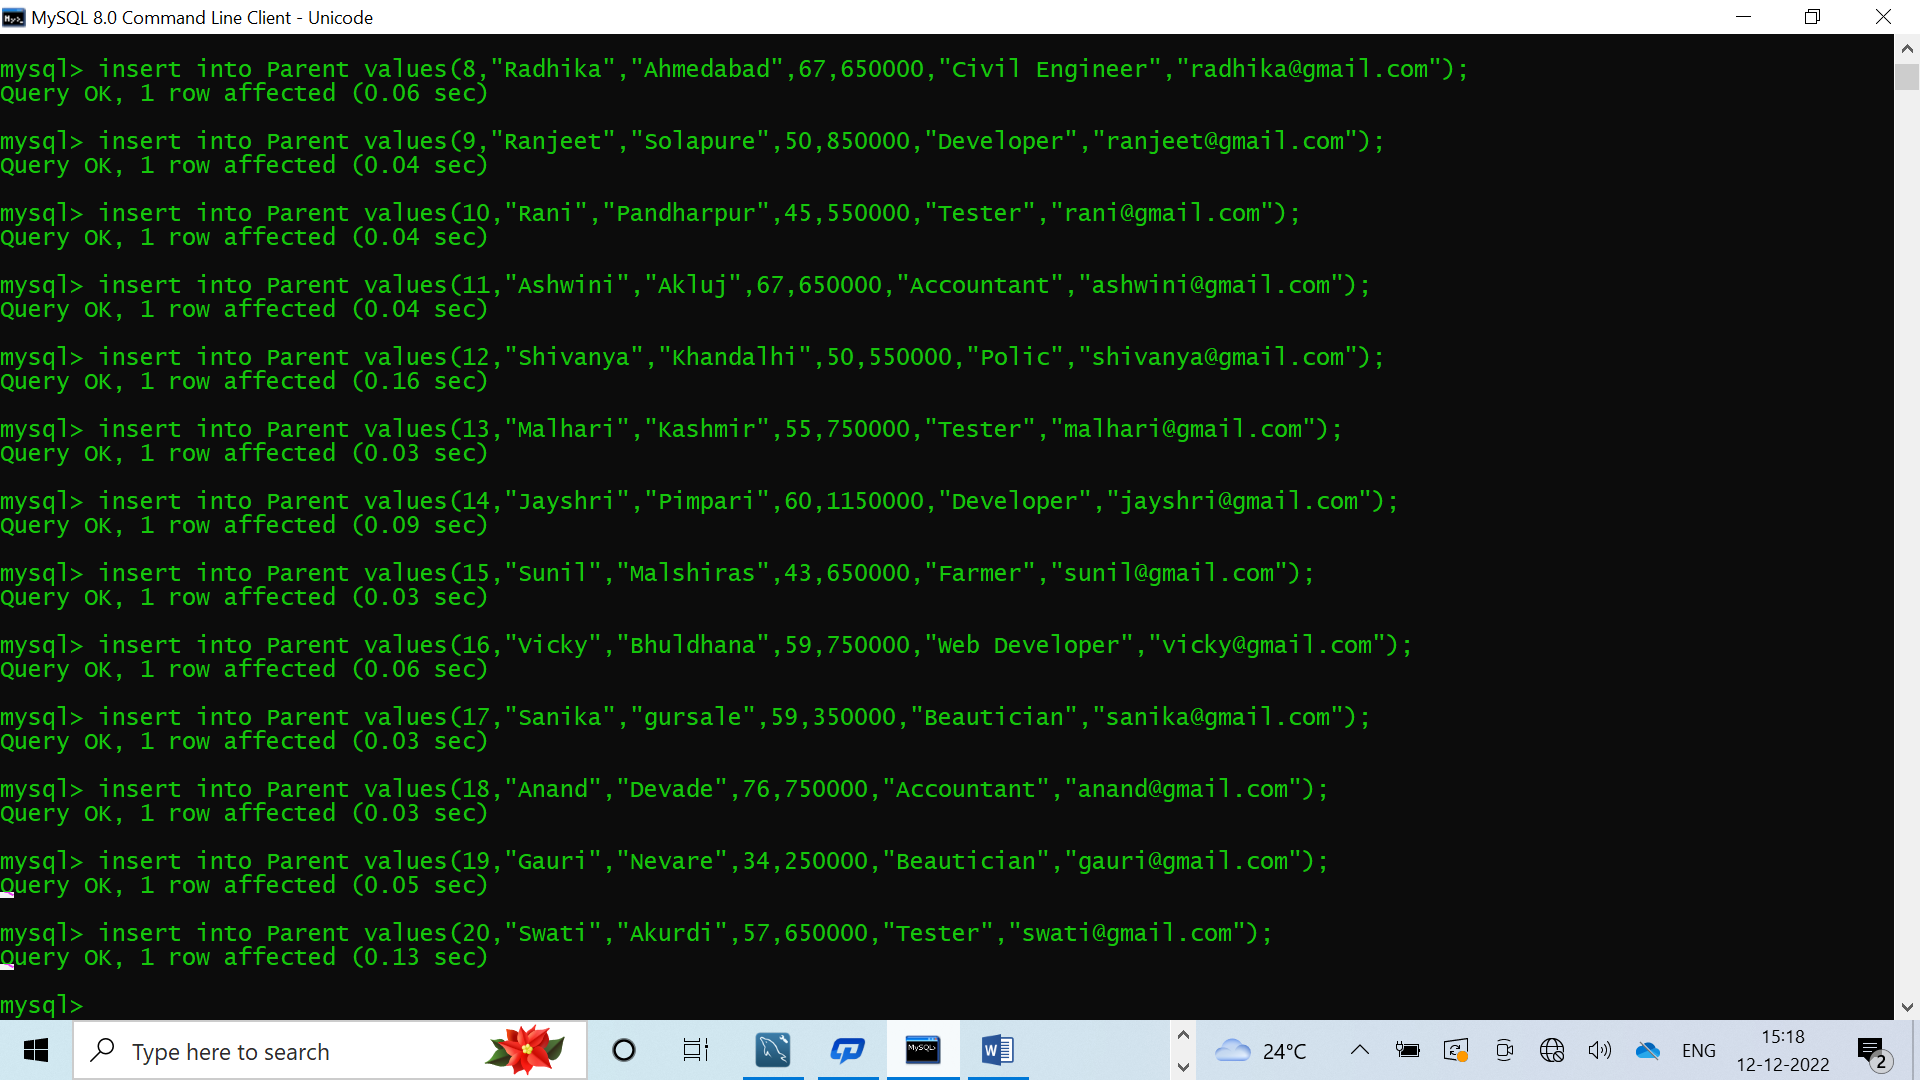 MySQL 8.0 Command Line Client - Unicode
mysql> insert into Parent values(8,"Radhika","Ahmedabad",67,650000,"Civil Engineer","radhika@gmail.com");
Query OK, 1 row affected (0.06 sec)
mysql> insert into Parent values(9,"Ranjeet","Solapure",50,850000,"Developer","ranjeet@gmail.com");
Query OK, 1 row affected (0.04 sec)
mysql> insert into Parent values(10,"Rani","Pandharpur",45,550000,"Tester","rani@gmail.com");
Query OK, 1 row affected (0.04 sec)
mysql> insert into Parent values(11,"Ashwini","Akluj",67,650000,"Accountant","ashwini@gmail.com");
Query OK, 1 row affected (0.04 sec)
mysql> insert into Parent values(12,"Shivanya","Khandalhi",50,550000,"Polic","shivanya@gmail.com");
Query OK, 1 row affected (0.16 sec)
mysql> insert into Parent values(13,"Malhari","Kashmir",55,750000,"Tester","malhari@gmail.com");
Query OK, 1 row affected (0.03 sec)
mysql> insert into Parent values(14,"Jayshri","Pimpari",60,1150000,"Developer","jayshri@gmail.com");
Query OK, 1 row affected (0.09 sec)
mysql> insert into Parent values(15,"Sunil","Malshiras",43,650000,"Farmer","sunil@gmail.com");
Query OK, 1 row affected (0.03 sec)
mysql> insert into Parent values(16,"Vicky","Bhuldhana",59,750000,"Web Developer","vicky@gmail.com");
Query OK, 1 row affected (0.06 sec)
mysql> insert into Parent values(17,"Sanika","gursale",59,350000,"Beautician","sanika@gmail.com");
Query OK, 1 row affected (0.03 sec)
mysql> insert into Parent values(18,"Anand","Devade",76,750000,"Accountant","anand@gmail.com");
Query OK, 1 row affected (0.03 sec)
mysql> insert into Parent values(19,"Gauri","Nevare",34,250000,"Beautician","gauri@gmail.com");
Query OK, 1 row affected (0.05 sec)
mysql> insert into Parent values(20,"Swati","Akurdi",57,650000,"Tester","swati@gmail.com");
Query OK, 1 row affected (0.13 sec)
mysql>
Type here to search
MySQL>
W
24°C
ENG
15:18
12-12-2022
2